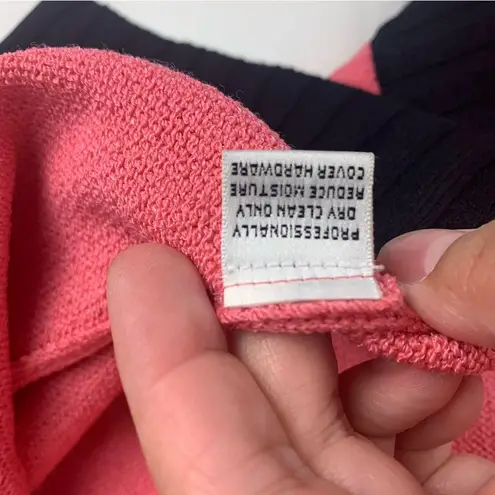 PROFESSIONALLY
DRY CLEAN ONLY
REDUCE MOISTURE
COVER HARDWARE